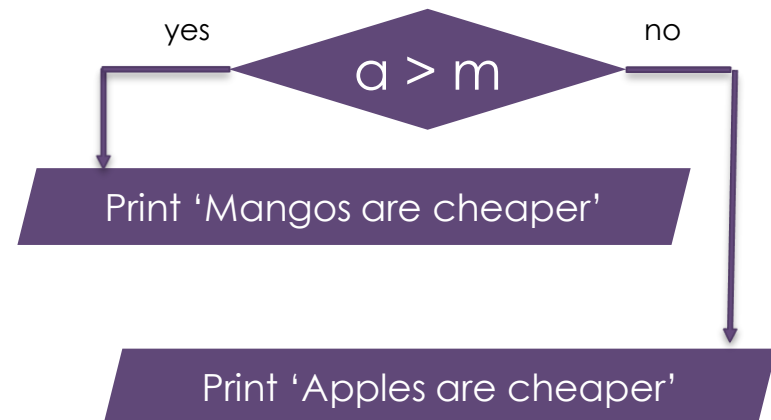 yes
a > m
no
Print ‘Mangos are cheaper’
Print ‘Apples are cheaper’